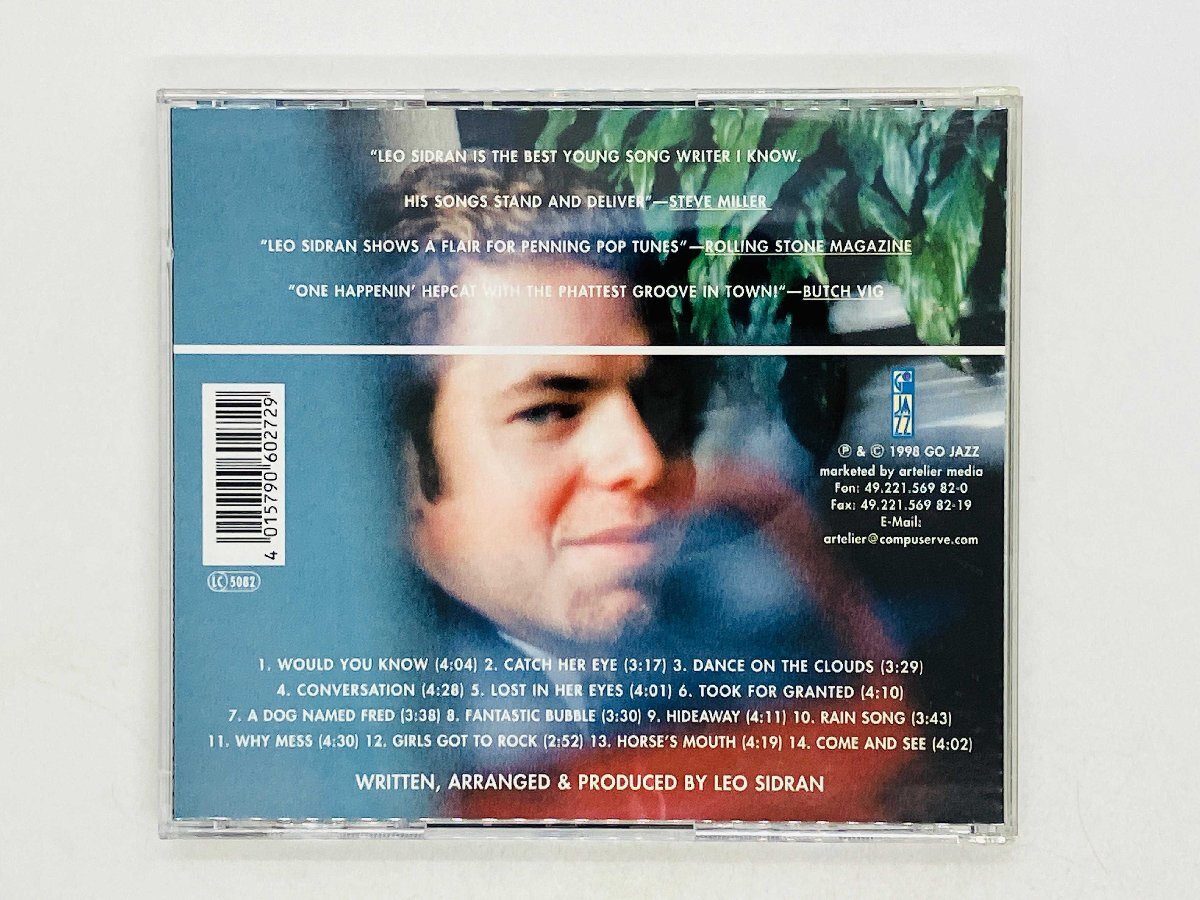 "LEO SIDRAN IS THE BEST YOUNG SONG WRITER I KNOW.
HIS SONGS STAND AND DELIVER"—STEVE MILLER
"LEO SIDRAN SHOWS A FLAIR FOR PENNING POP TUNES"—ROLLING STONE MAGAZINE
"ONE HAPPENIN' HEPCAT WITH THE PHATTEST GROOVE IN TOWN!"—BUTCH VIG
4 015790 602729
LC 5082
GO JAZZ
℗ & © 1998 GO JAZZ
marketed by artelier media
Fon: 49.221.569 82-0
Fax: 49.221.569 82-19
E-Mail:
artelier@compuserve.com
1. WOULD YOU KNOW (4:04) 2. CATCH HER EYE (3:17) 3. DANCE ON THE CLOUDS (3:29)
4. CONVERSATION (4:28) 5. LOST IN HER EYES (4:01) 6. TOOK FOR GRANTED (4:10)
7. A DOG NAMED FRED (3:38) 8. FANTASTIC BUBBLE (3:30) 9. HIDEAWAY (4:11) 10. RAIN SONG (3:43)
11. WHY MESS (4:30) 12. GIRLS GOT TO ROCK (2:52) 13. HORSE'S MOUTH (4:19) 14. COME AND SEE (4:02)
WRITTEN, ARRANGED & PRODUCED BY LEO SIDRAN